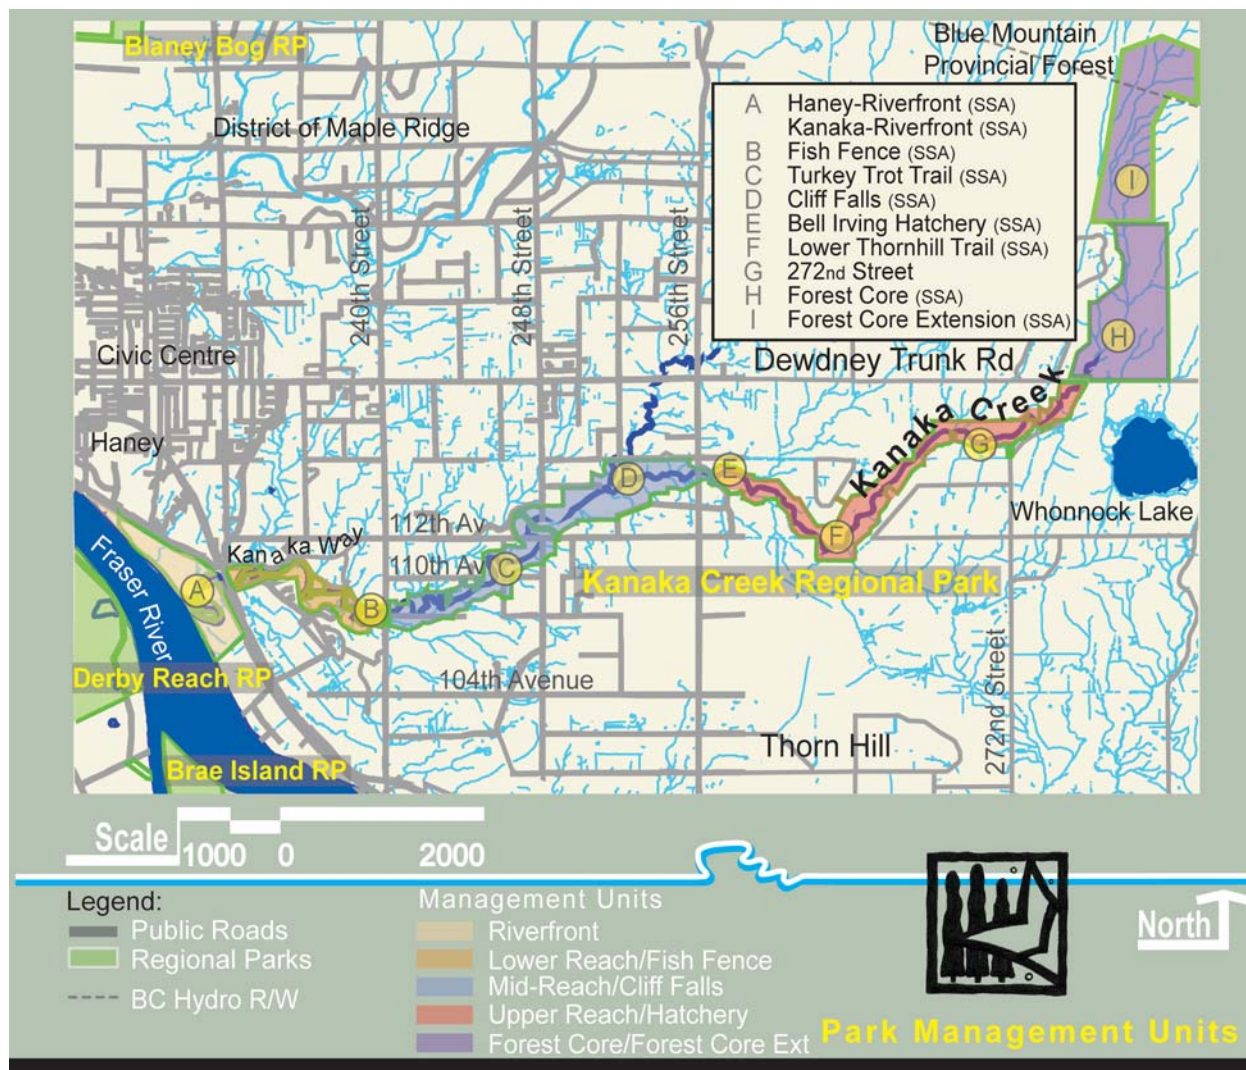 Blaney Bog RP
Blue Mountain
Provincial Forest
District of Maple Ridge
A Haney-Riverfront (SSA)
Kanaka-Riverfront (SSA)
B Fish Fence (SSA)
C Turkey Trot Trail (SSA)
D Cliff Falls (SSA)
E Bell Irving Hatchery (SSA)
F Lower Thornhill Trail (SSA)
G 272nd Street
H Forest Core (SSA)
I Forest Core Extension (SSA)
I
240th Street
248th Street
256th Street
Civic Centre
Dewdney Trunk Rd
H
Haney
Kanaka Creek
G
D
E
F
Whonnock Lake
112th Av
Kanaka Way
110th Av
C
Kanaka Creek Regional Park
Fraser River
A
B
Derby Reach RP
104th Avenue
272nd Street
Thorn Hill
Brae Island RP
Scale
1000 0 2000
Legend:
Public Roads
Regional Parks
BC Hydro R/W
Management Units
Riverfront
Lower Reach/Fish Fence
Mid-Reach/Cliff Falls
Upper Reach/Hatchery
Forest Core/Forest Core Ext
North
Park Management Units